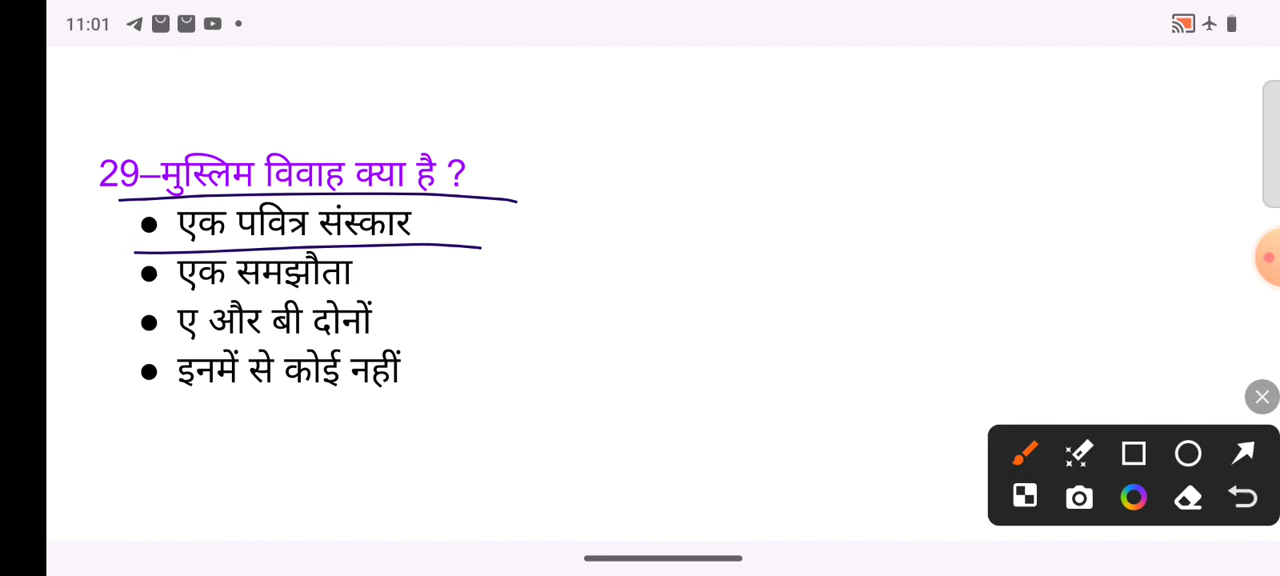 11:01
29–मुस्लिम विवाह क्या है ?
● एक पवित्र संस्कार
● एक समझौता
● ए और बी दोनों
● इनमें से कोई नहीं